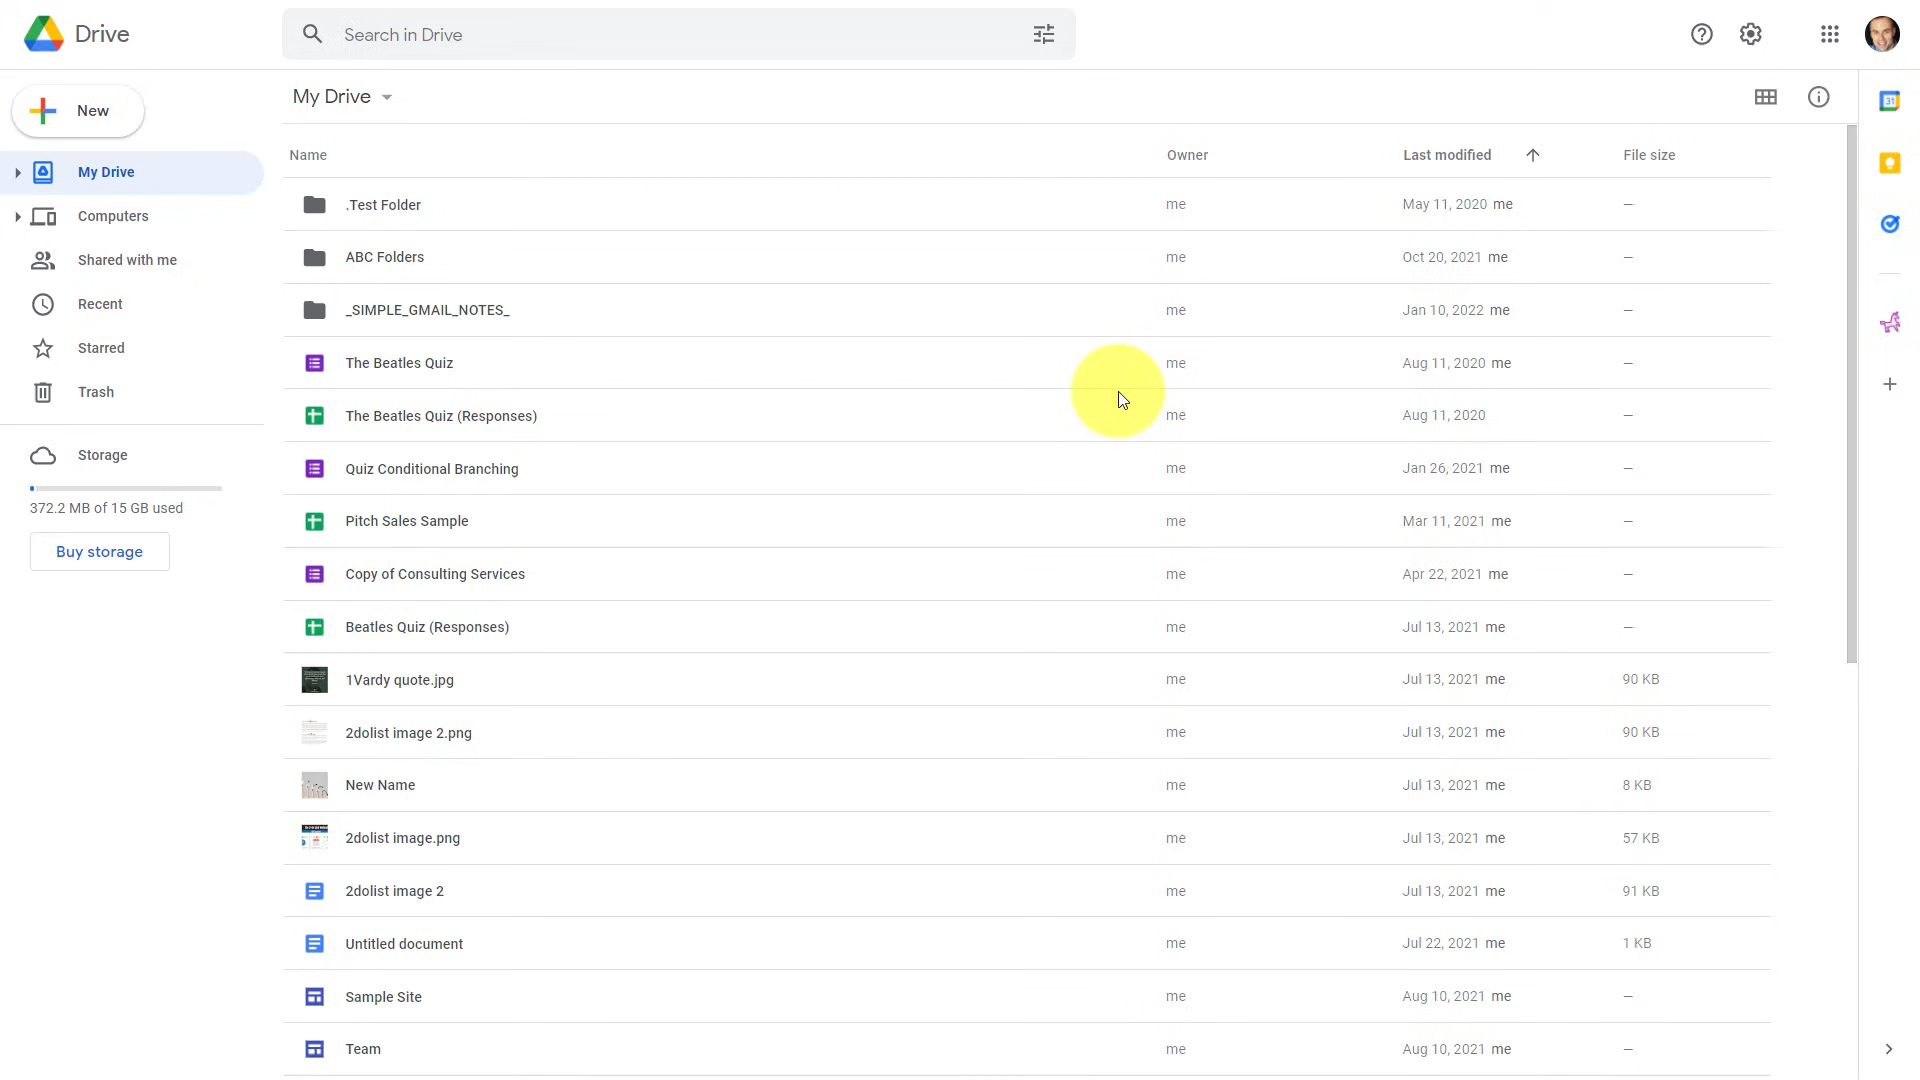 Drive
Search in Drive
New
My Drive
Computers
Shared with me
Recent
Starred
Trash
Storage
372.2 MB of 15 GB used
Buy storage
My Drive
Name Owner Last modified File size
.Test Folder me May 11, 2020 me —
ABC Folders me Oct 20, 2021 me —
_SIMPLE_GMAIL_NOTES_ me Jan 10, 2022 me —
The Beatles Quiz me Aug 11, 2020 me —
The Beatles Quiz (Responses) me Aug 11, 2020 —
Quiz Conditional Branching me Jan 26, 2021 me —
Pitch Sales Sample me Mar 11, 2021 me —
Copy of Consulting Services me Apr 22, 2021 me —
Beatles Quiz (Responses) me Jul 13, 2021 me —
1Vardy quote.jpg me Jul 13, 2021 me 90 KB
2dolist image 2.png me Jul 13, 2021 me 90 KB
New Name me Jul 13, 2021 me 8 KB
2dolist image.png me Jul 13, 2021 me 57 KB
2dolist image 2 me Jul 13, 2021 me 91 KB
Untitled document me Jul 22, 2021 me 1 KB
Sample Site me Aug 10, 2021 me —
Team me Aug 10, 2021 me —
31